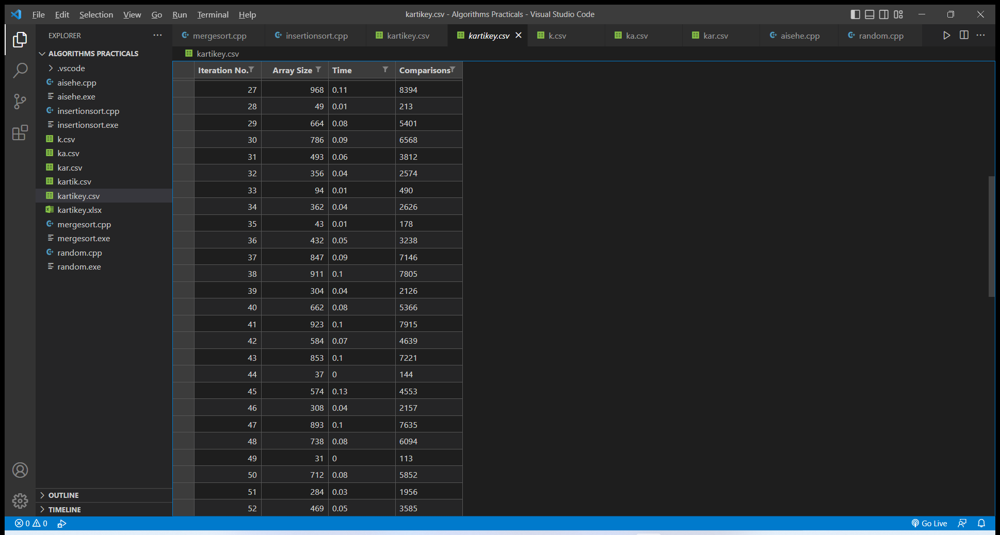 File Edit Selection View Go Run Terminal Help kartikey.csv - Algorithms Practicals - Visual Studio Code
EXPLORER
ALGORITHMS PRACTICALS
.vscode
aisehe.cpp
aisehe.exe
insertionsort.cpp
insertionsort.exe
k.csv
ka.csv
kar.csv
kartik.csv
kartikey.csv
kartikey.xlsx
mergesort.cpp
mergesort.exe
random.cpp
random.exe
OUTLINE
TIMELINE
mergesort.cpp insertionsort.cpp kartikey.csv kartikey.csv k.csv ka.csv kar.csv aisehe.cpp random.cpp
kartikey.csv
Iteration No. Array Size Time Comparisons
27 968 0.11 8394
28 49 0.01 213
29 664 0.08 5401
30 786 0.09 6568
31 493 0.06 3812
32 356 0.04 2574
33 94 0.01 490
34 362 0.04 2626
35 43 0.01 178
36 432 0.05 3238
37 847 0.09 7146
38 911 0.1 7805
39 304 0.04 2126
40 662 0.08 5366
41 923 0.1 7915
42 584 0.07 4639
43 853 0.1 7221
44 37 0 144
45 574 0.13 4553
46 308 0.04 2157
47 893 0.1 7635
48 738 0.08 6094
49 31 0 113
50 712 0.08 5852
51 284 0.03 1956
52 469 0.05 3585
0 0 Go Live